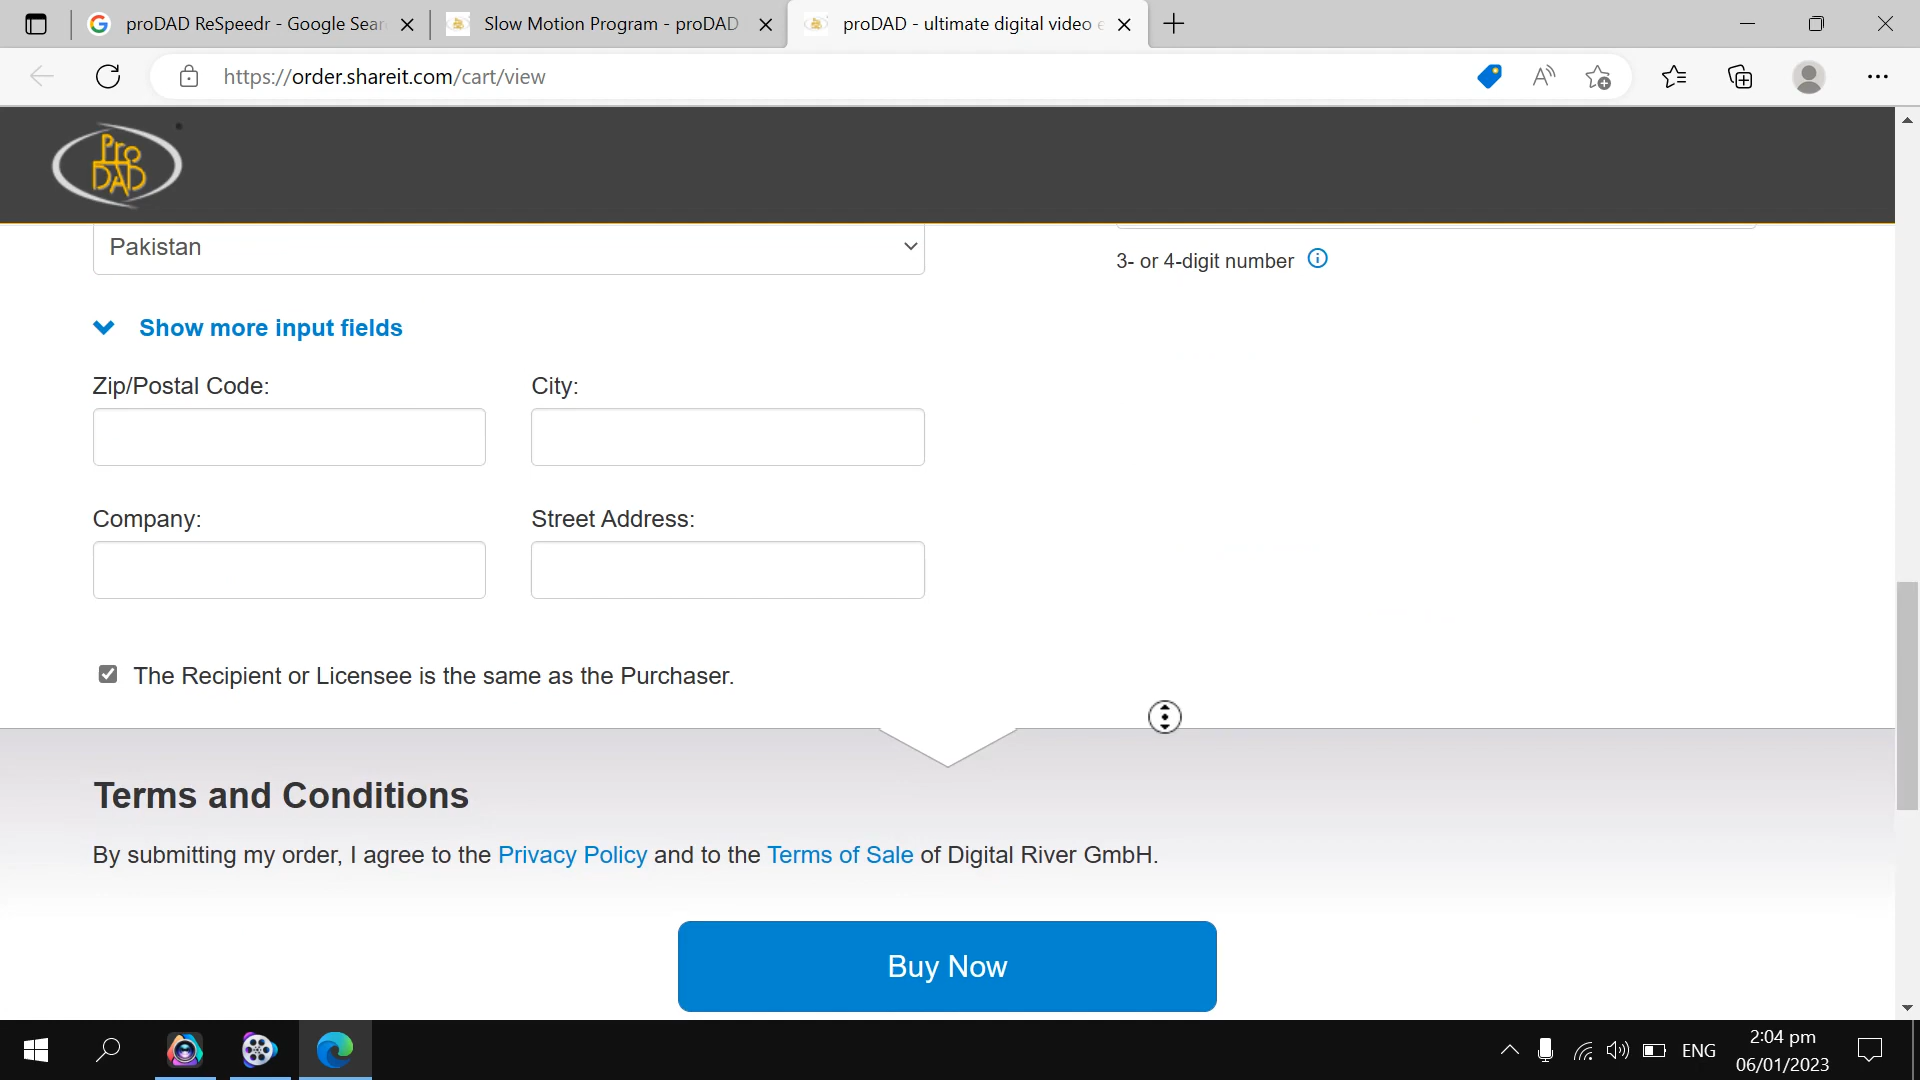 proDAD ReSpeedr - Google Sear
Slow Motion Program - proDAD
proDAD - ultimate digital video e
https://order.shareit.com/cart/view
Pro
DAD
Pakistan
3- or 4-digit number
Show more input fields
Zip/Postal Code:
City:
Company:
Street Address:
The Recipient or Licensee is the same as the Purchaser.
Terms and Conditions
By submitting my order, I agree to the Privacy Policy and to the Terms of Sale of Digital River GmbH.
Buy Now
ENG
2:04 pm
06/01/2023